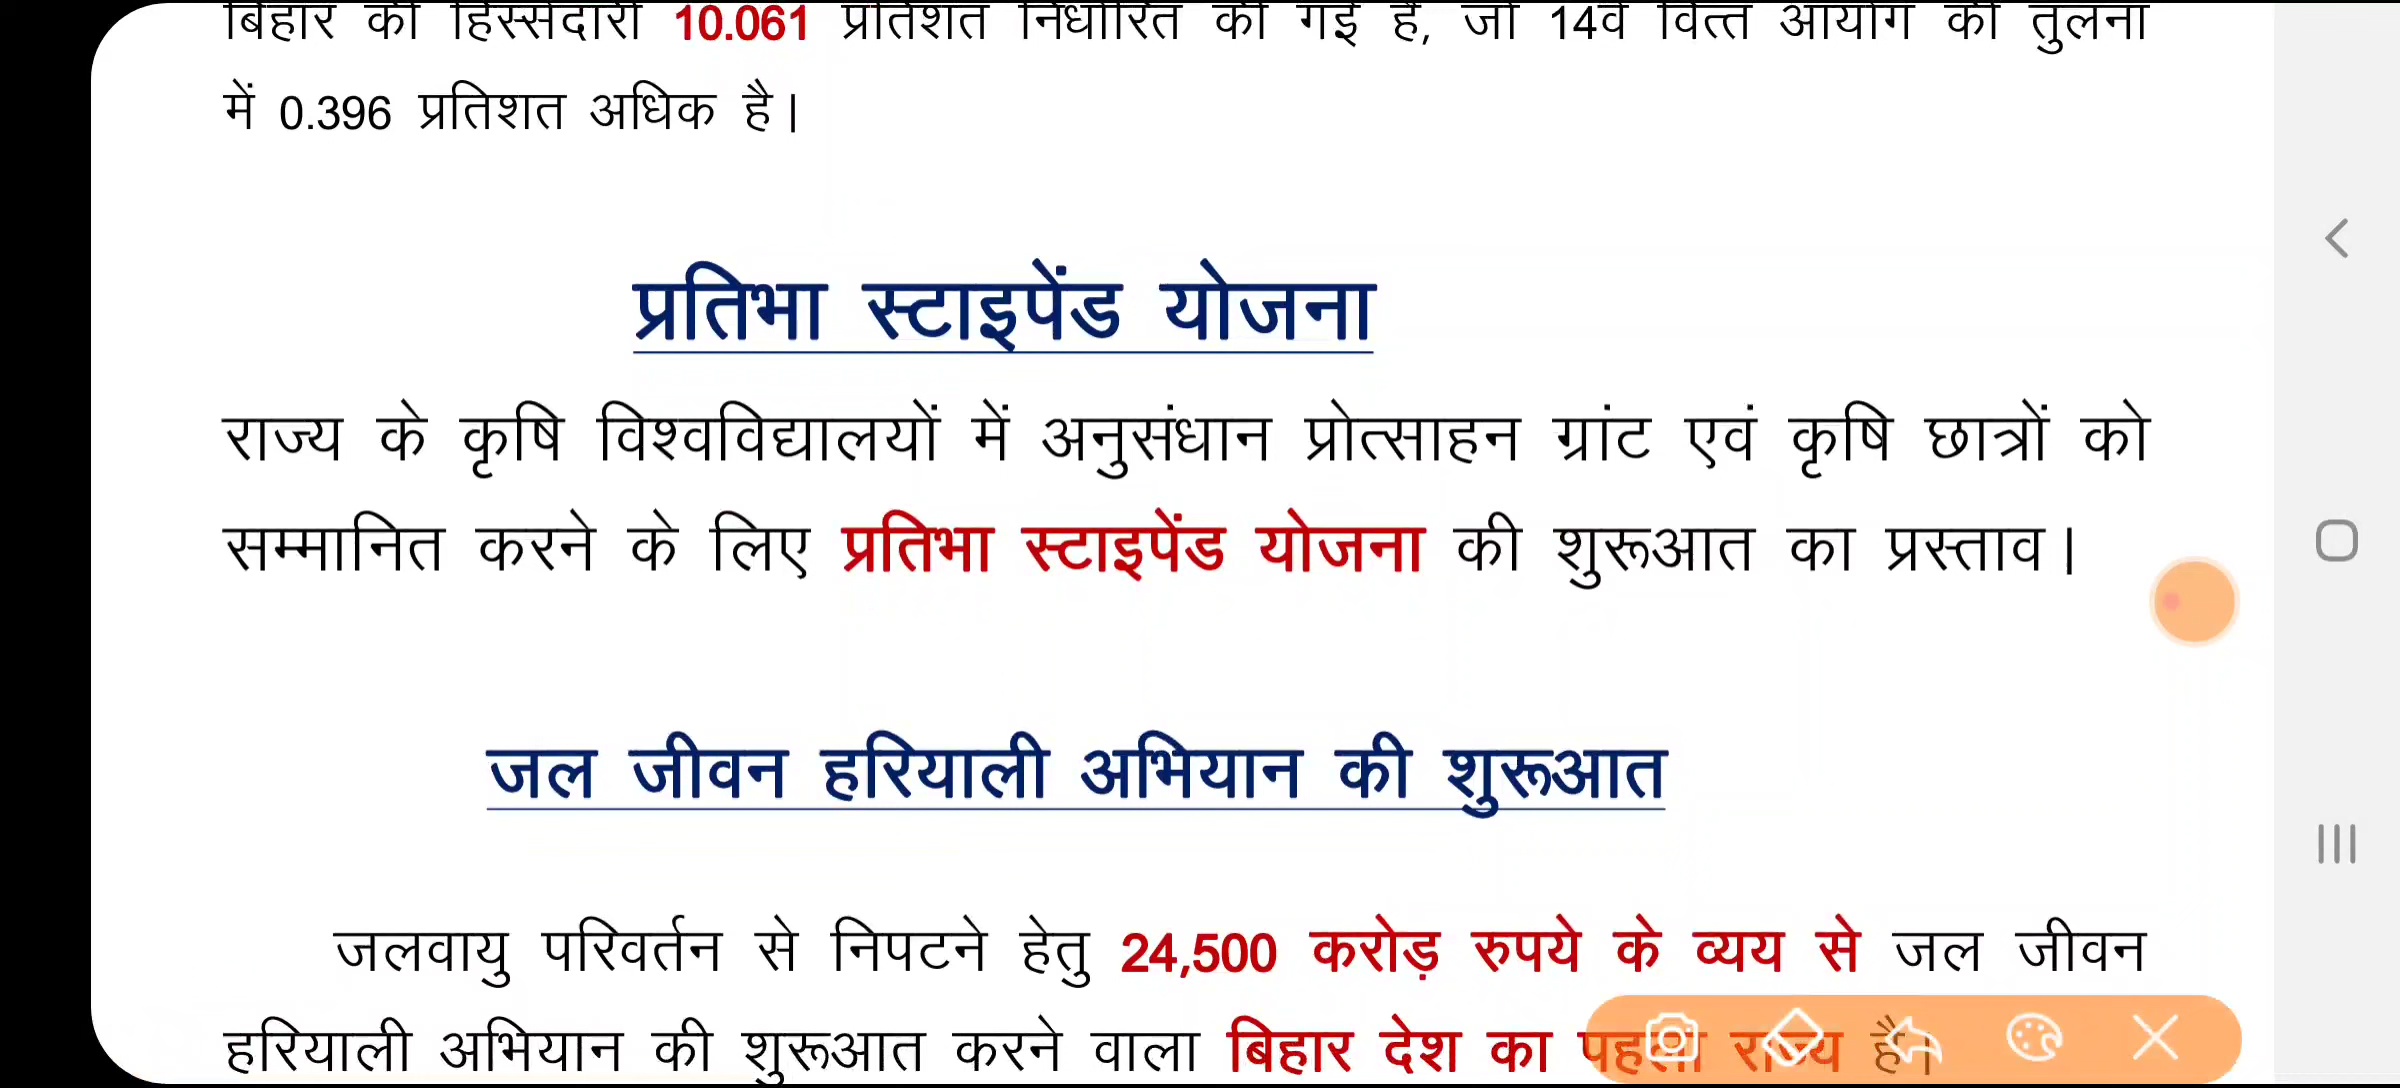 बिहार की हिस्सेदारी 10.061 प्रतिशत निर्धारित की गई है, जो 14वें वित्त आयोग की तुलना
में 0.396 प्रतिशत अधिक है।
प्रतिभा स्टाइपेंड योजना
राज्य के कृषि विश्वविद्यालयों में अनुसंधान प्रोत्साहन ग्रांट एवं कृषि छात्रों को
सम्मानित करने के लिए प्रतिभा स्टाइपेंड योजना की शुरूआत का प्रस्ताव।
जल जीवन हरियाली अभियान की शुरूआत
जलवायु परिवर्तन से निपटने हेतु 24,500 करोड़ रुपये के व्यय से जल जीवन
हरियाली अभियान की शुरूआत करने वाला बिहार देश का पहला राज्य है।